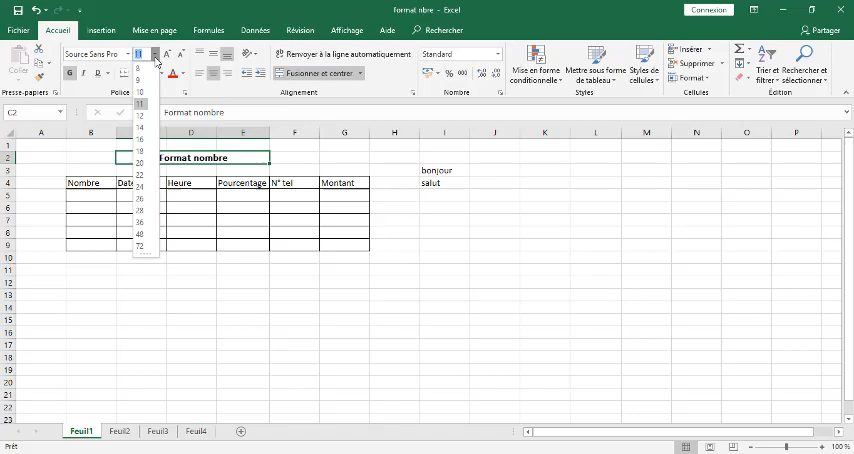 Format nbre - Excel
Connexion
Fichier Accueil Insertion Mise en page Formules Données Révision Affichage Aide Rechercher Partager
Coller
Source Sans Pro 11
G I D
Renvoyer à la ligne automatiquement
Fusionner et centrer
Standard
% 000
Mise en forme conditionnelle
Mettre sous forme de tableau
Styles de cellules
Insérer
Supprimer
Format
Trier et filtrer
Rechercher et sélectionner
Presse-papiers Police Alignement Nombre Styles Cellules Édition
8
9
10
11
12
14
16
18
20
22
24
26
28
36
48
72
C2 Format nombre
A B D E F G H I J K L M N O P
1
2 Format nombre
3 bonjour
4 Nombre Date Heure Pourcentage N° tel Montant salut
5
6
7
8
9
10
11
12
13
14
15
16
17
18
19
20
21
22
23
Feuil1 Feuil2 Feuil3 Feuil4
Prêt 100 %